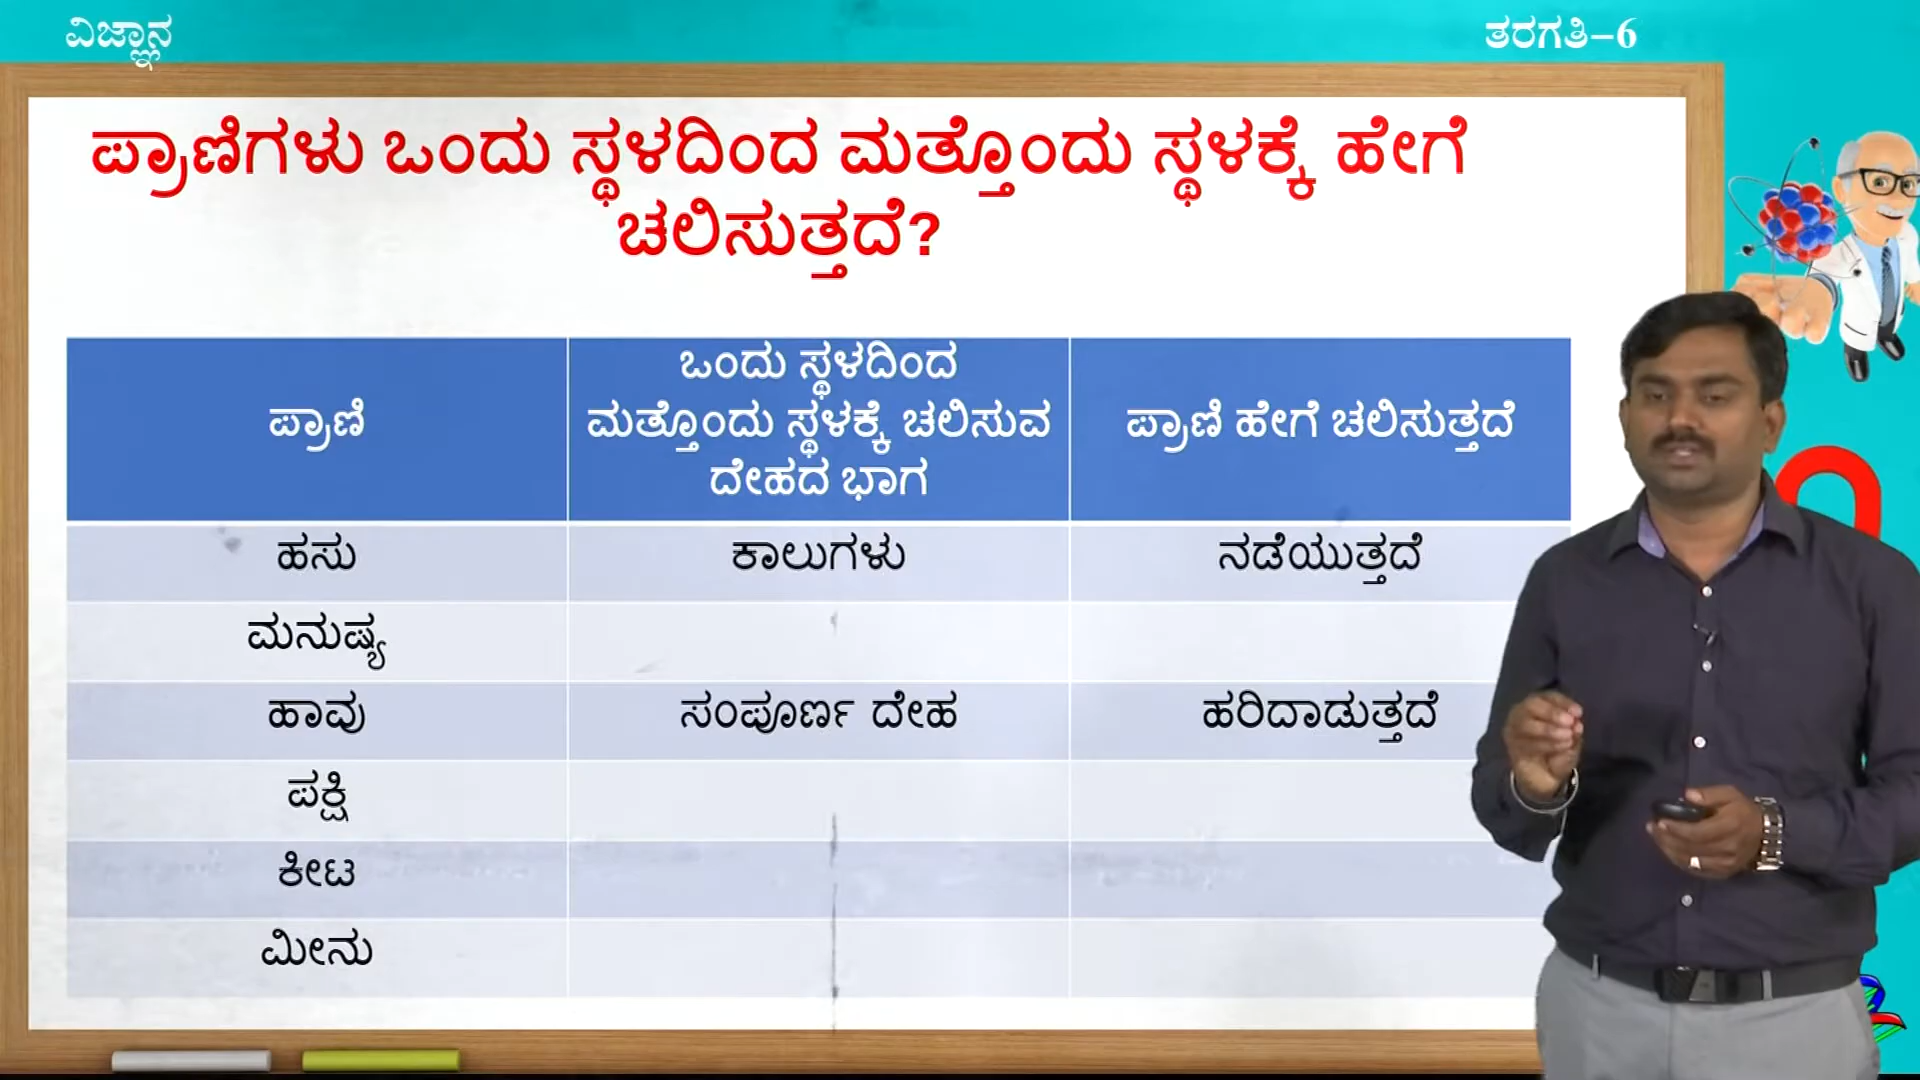 ವಿಜ್ಞಾನ
ತರಗತಿ–6
ಪ್ರಾಣಿಗಳು ಒಂದು ಸ್ಥಳದಿಂದ ಮತ್ತೊಂದು ಸ್ಥಳಕ್ಕೆ ಹೇಗೆ
ಚಲಿಸುತ್ತದೆ?
ಪ್ರಾಣಿ
ಒಂದು ಸ್ಥಳದಿಂದ
ಮತ್ತೊಂದು ಸ್ಥಳಕ್ಕೆ ಚಲಿಸುವ
ದೇಹದ ಭಾಗ
ಪ್ರಾಣಿ ಹೇಗೆ ಚಲಿಸುತ್ತದೆ
ಹಸು
ಕಾಲುಗಳು
ನಡೆಯುತ್ತದೆ
ಮನುಷ್ಯ
ಹಾವು
ಸಂಪೂರ್ಣ ದೇಹ
ಹರಿದಾಡುತ್ತದೆ
ಪಕ್ಷಿ
ಕೀಟ
ಮೀನು